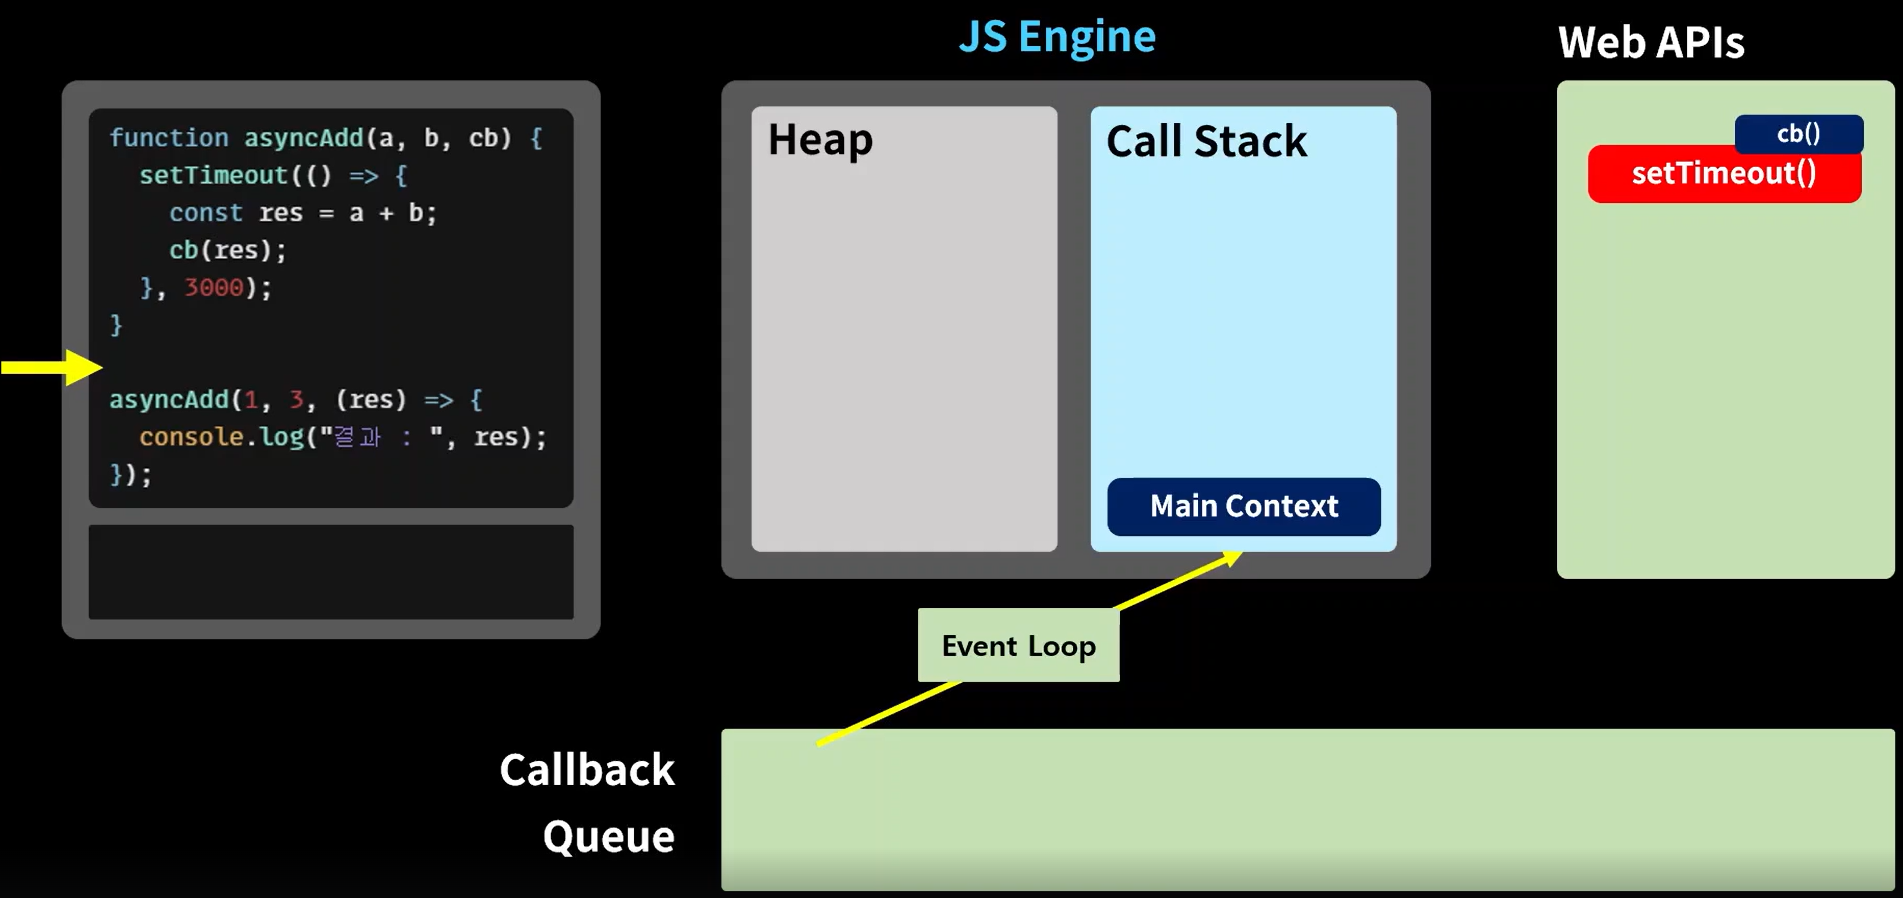 JS Engine
Web APIs
function asyncAdd(a, b, cb) {
setTimeout(() => {
const res = a + b;
cb(res);
}, 3000);
}
asyncAdd(1, 3, (res) => {
console.log("결과 : ", res);
});
Heap
Call Stack
Main Context
cb()
setTimeout()
Event Loop
Callback
Queue